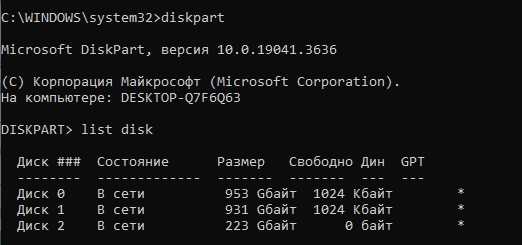 C:\WINDOWS\system32>diskpart
Microsoft DiskPart, версия 10.0.19041.3636
(C) Корпорация Майкрософт (Microsoft Corporation).
На компьютере: DESKTOP-Q7F6Q63
DISKPART> list disk
  Диск ###  Состояние      Размер   Свободно Дин  GPT
  --------  -------------  -------  -------  ---  ---
  Диск 0    В сети          953 Gбайт  1024 Kбайт        *
  Диск 1    В сети          931 Gбайт  1024 Kбайт        *
  Диск 2    В сети          223 Gбайт      0 байт        *